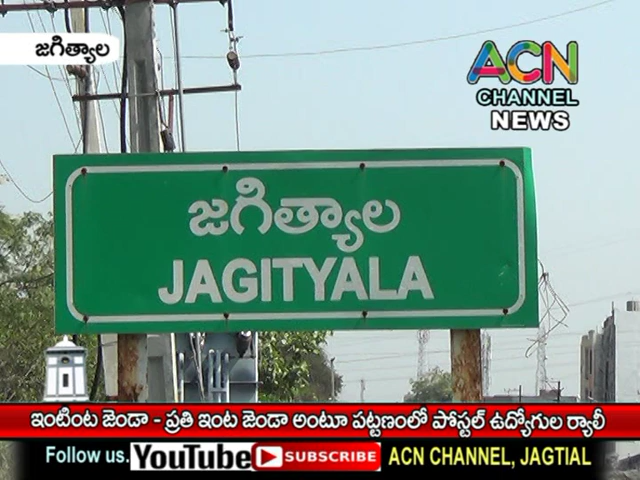 జగిత్యాల
ACN
CHANNEL
NEWS
జగిత్యాల
JAGITYALA
ఇంటింట జెండా - ప్రతి ఇంట జెండా అంటూ పట్టణంలో పోస్టల్ ఉద్యోగుల ర్యాలీ
Follow us. YouTube SUBSCRIBE ACN CHANNEL, JAGTIAL